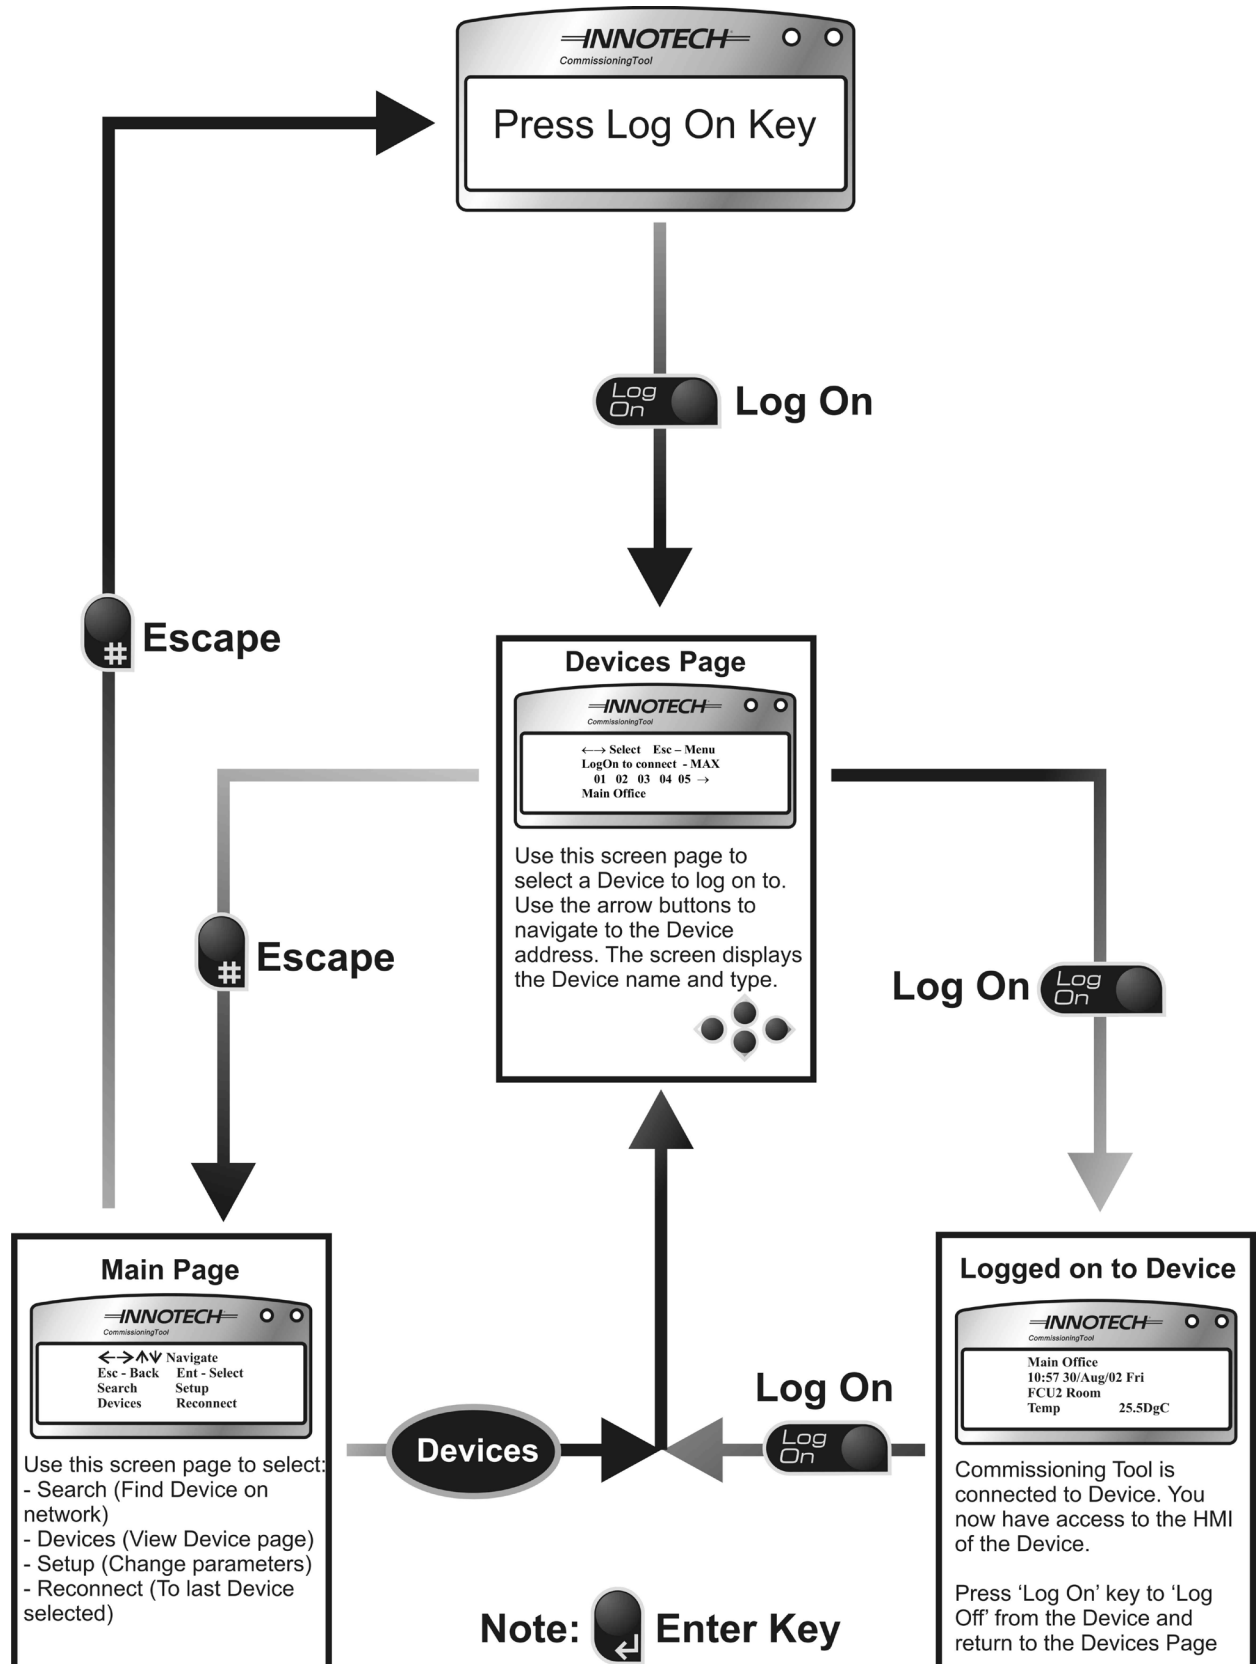 INNOTECH
CommissioningTool
Press Log On Key
Log
On
Log On
#
Escape
Devices Page
INNOTECH
CommissioningTool
←→ Select Esc – Menu
LogOn to connect - MAX
01 02 03 04 05 →
Main Office
Use this screen page to
select a Device to log on to.
Use the arrow buttons to
navigate to the Device
address. The screen displays
the Device name and type.
#
Escape
Log On
Log
On
Main Page
INNOTECH
CommissioningTool
←→↑↓ Navigate
Esc - Back Ent - Select
Search Setup
Devices Reconnect
Use this screen page to select:
- Search (Find Device on
network)
- Devices (View Device page)
- Setup (Change parameters)
- Reconnect (To last Device
selected)
Devices
Log On
Log
On
Logged on to Device
INNOTECH
CommissioningTool
Main Office
10:57 30/Aug/02 Fri
FCU2 Room
Temp 25.5DgC
Commissioning Tool is
connected to Device. You
now have access to the HMI
of the Device.
Press ‘Log On’ key to ‘Log
Off’ from the Device and
return to the Devices Page
Note: ↵ Enter Key